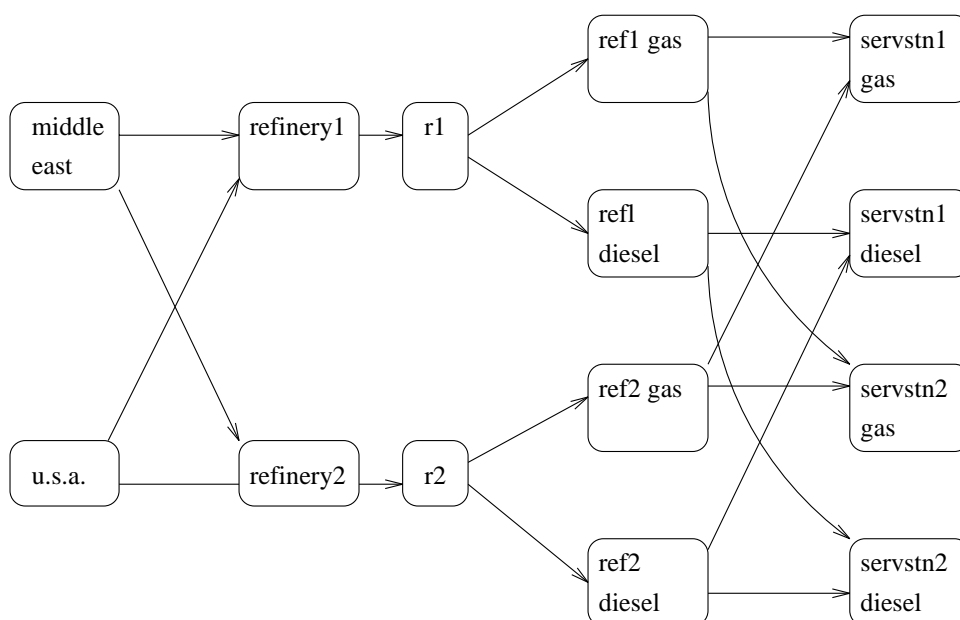 middle
east
u.s.a.
refinery1
refinery2
r1
r2
ref1 gas
refl
diesel
ref2 gas
ref2
diesel
servstn1
gas
servstn1
diesel
servstn2
gas
servstn2
diesel